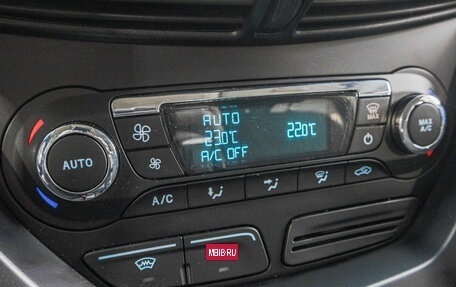 AUTO
AUTO
23.0°C
22.0°C
A/C OFF
MAX
MAX
A/C
A/C
MBIB.RU